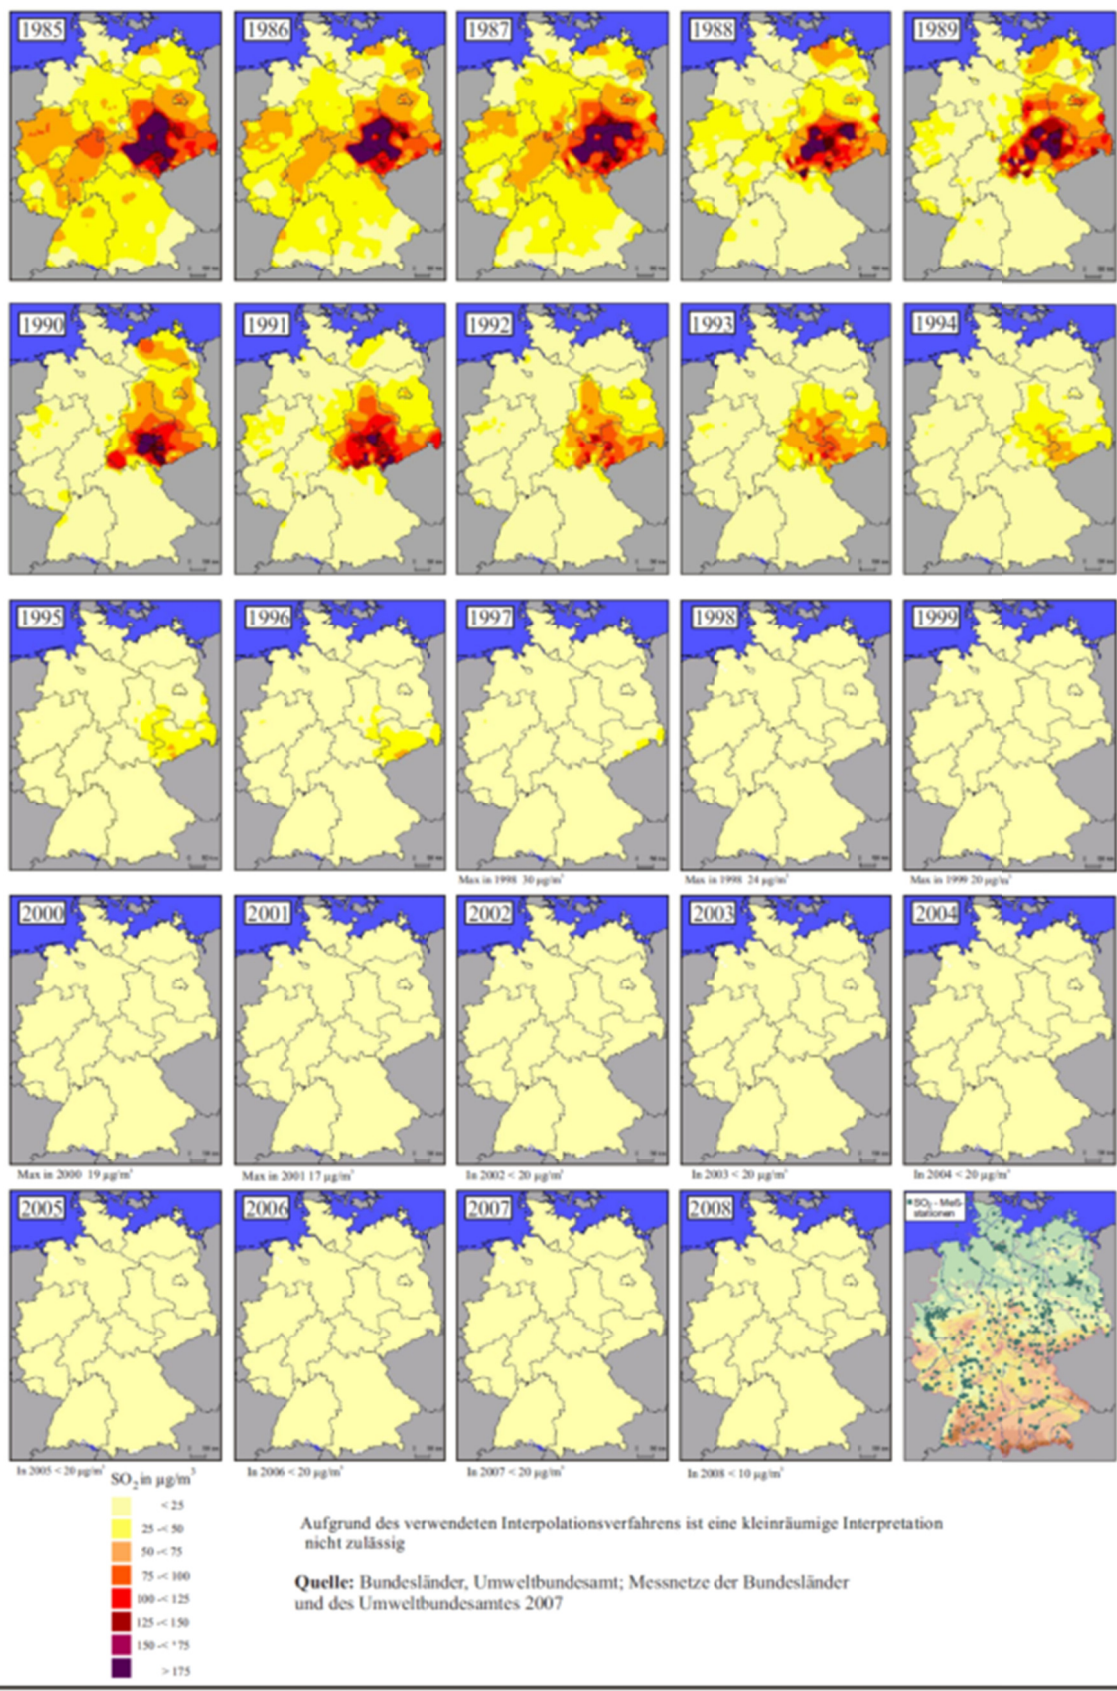 1985
1986
1987
1988
1989
1990
1991
1992
1993
1994
1995
1996
1997
1998
1999
Max in 1998 30 µg/m³
Max in 1998 24 µg/m³
Max in 1999 20 µg/m³
2000
2001
2002
2003
2004
Max in 2000 19 µg/m³
Max in 2001 17 µg/m³
In 2002 < 20 µg/m³
In 2003 < 20 µg/m³
In 2004 < 20 µg/m³
2005
2006
2007
2008
SO₂ - Meß-
stationen
In 2005 < 20 µg/m³
In 2006 < 20 µg/m³
In 2007 < 20 µg/m³
In 2008 < 10 µg/m³
SO₂ in µg/m³
< 25
25 -< 50
50 -< 75
75 -< 100
100 -< 125
125 -< 150
150 -< "75
> 175
Aufgrund des verwendeten Interpolationsverfahrens ist eine kleinräumige Interpretation
nicht zulässig
Quelle: Bundesländer, Umweltbundesamt; Messnetze der Bundesländer
und des Umweltbundesamtes 2007